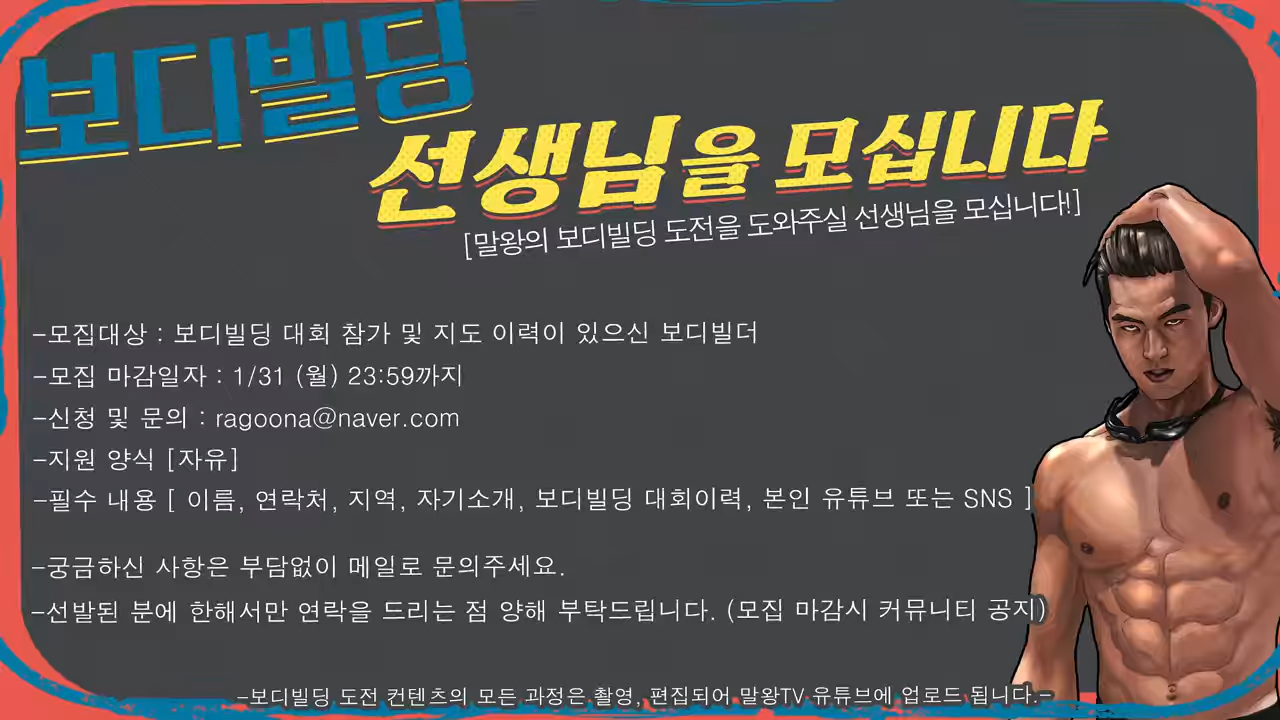 보디빌딩
선생님을 모십니다
[말왕의 보디빌딩 도전을 도와주실 선생님을 모십니다!]
-모집대상 : 보디빌딩 대회 참가 및 지도 이력이 있으신 보디빌더
-모집 마감일자 : 1/31 (월) 23:59까지
-신청 및 문의 : ragoona@naver.com
-지원 양식 [자유]
-필수 내용 [ 이름, 연락처, 지역, 자기소개, 보디빌딩 대회이력, 본인 유튜브 또는 SNS ]
-궁금하신 사항은 부담없이 메일로 문의주세요.
-선발된 분에 한해서만 연락을 드리는 점 양해 부탁드립니다. (모집 마감시 커뮤니티 공지)
-보디빌딩 도전 컨텐츠의 모든 과정은 촬영, 편집되어 말왕TV 유튜브에 업로드 됩니다.-